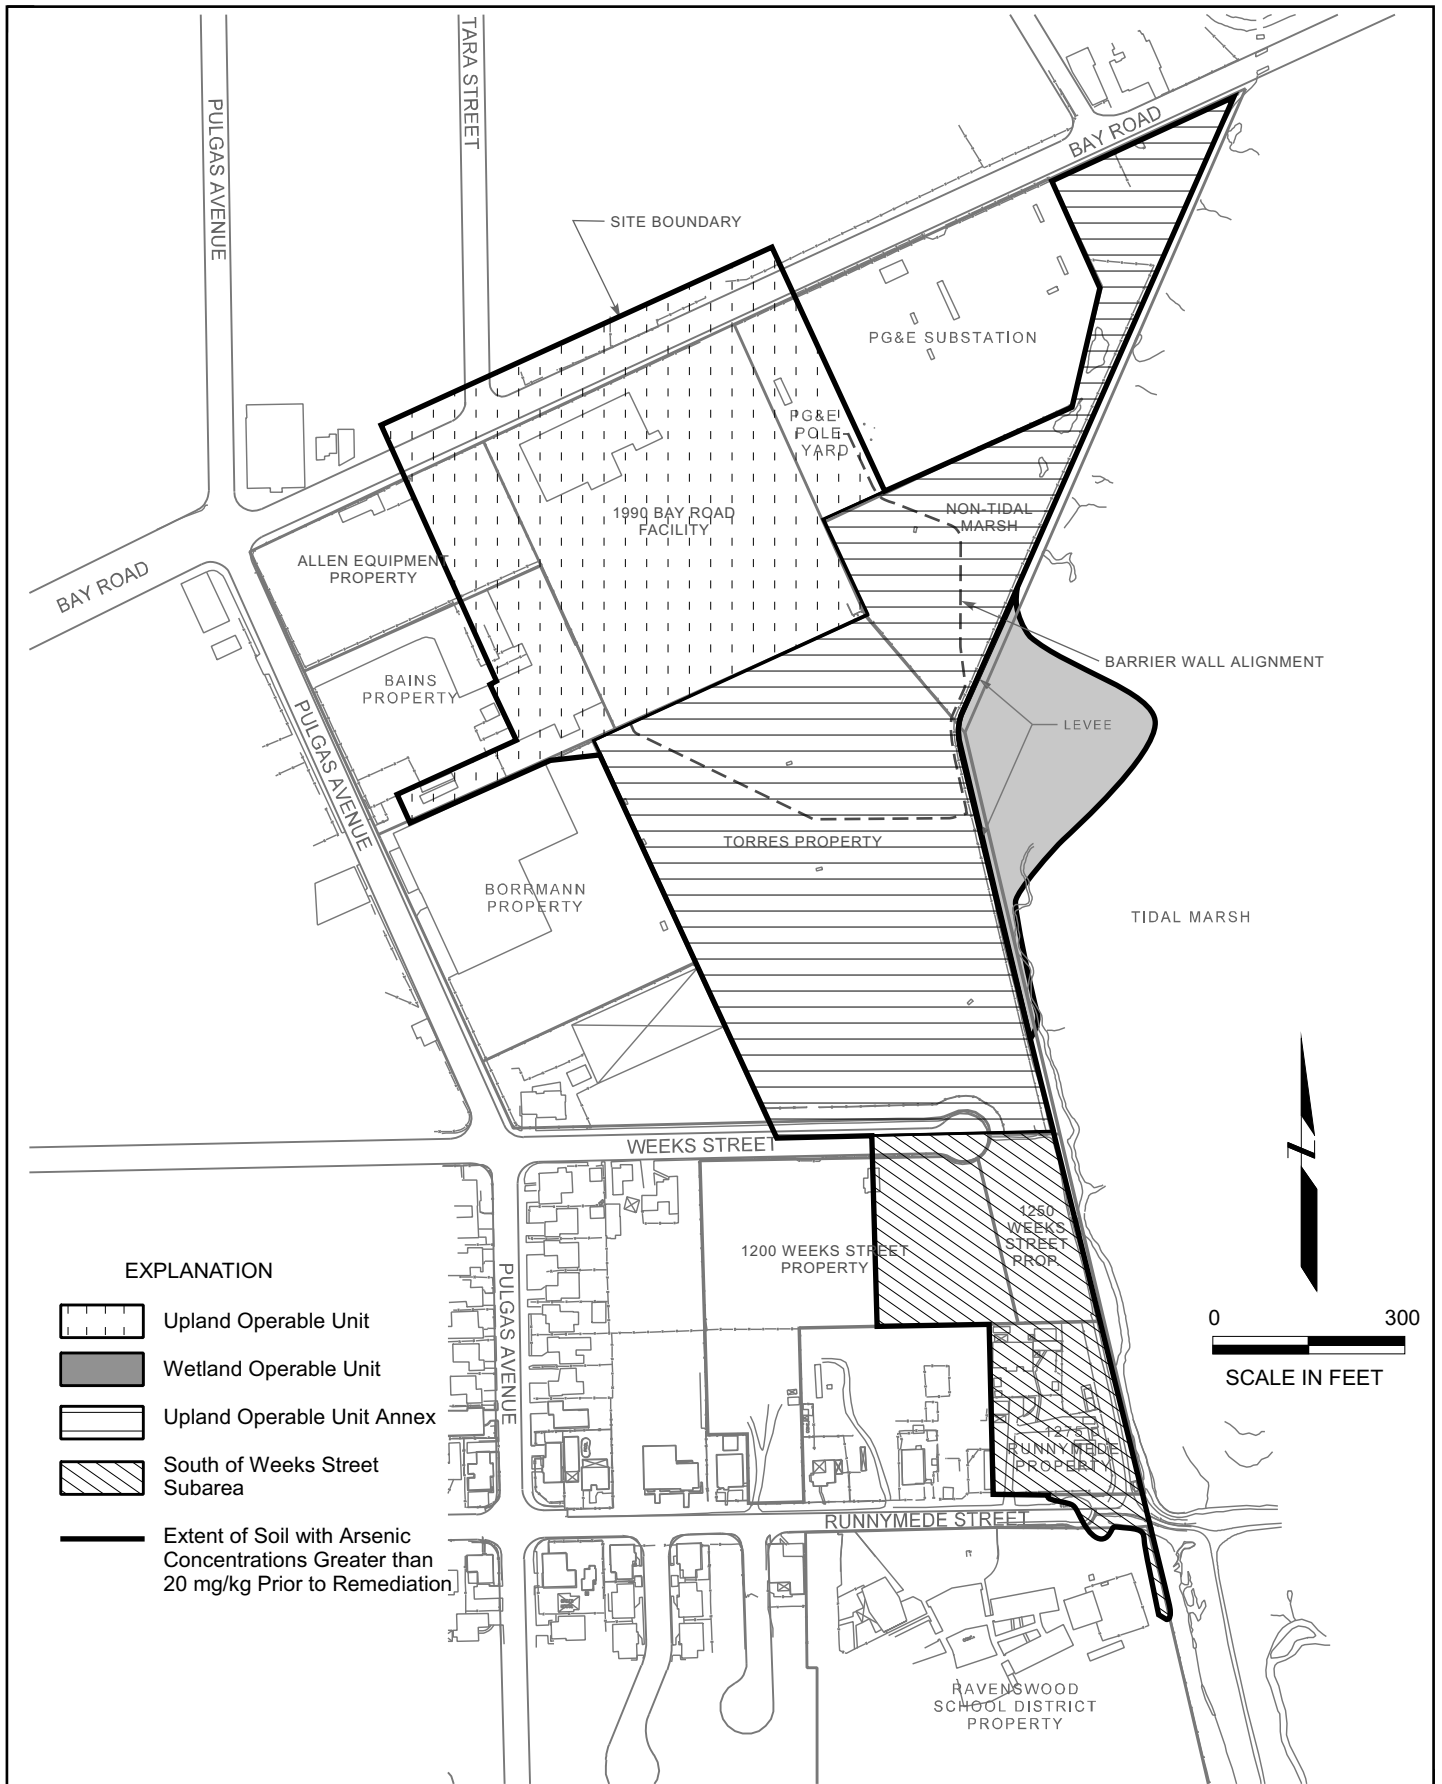 TARA STREET
PULGAS AVENUE
BAY ROAD
SITE BOUNDARY
PG&E SUBSTATION
PG&E
POLE
YARD
NON-TIDAL
MARSH
1990 BAY ROAD
FACILITY
ALLEN EQUIPMENT
PROPERTY
BAY ROAD
BARRIER WALL ALIGNMENT
BAINS
PROPERTY
LEVEE
PULGAS AVENUE
TORRES PROPERTY
BORRMANN
PROPERTY
TIDAL MARSH
WEEKS STREET
1250
WEEKS
STREET
PROP.
1200 WEEKS STREET
PROPERTY
PULGAS AVENUE
EXPLANATION
Upland Operable Unit
Wetland Operable Unit
Upland Operable Unit Annex
South of Weeks Street
Subarea
Extent of Soil with Arsenic
Concentrations Greater than
20 mg/kg Prior to Remediation
N
0 300
SCALE IN FEET
1275
RUNNYMEDE
PROPERTY
RUNNYMEDE STREET
RAVENSWOOD
SCHOOL DISTRICT
PROPERTY